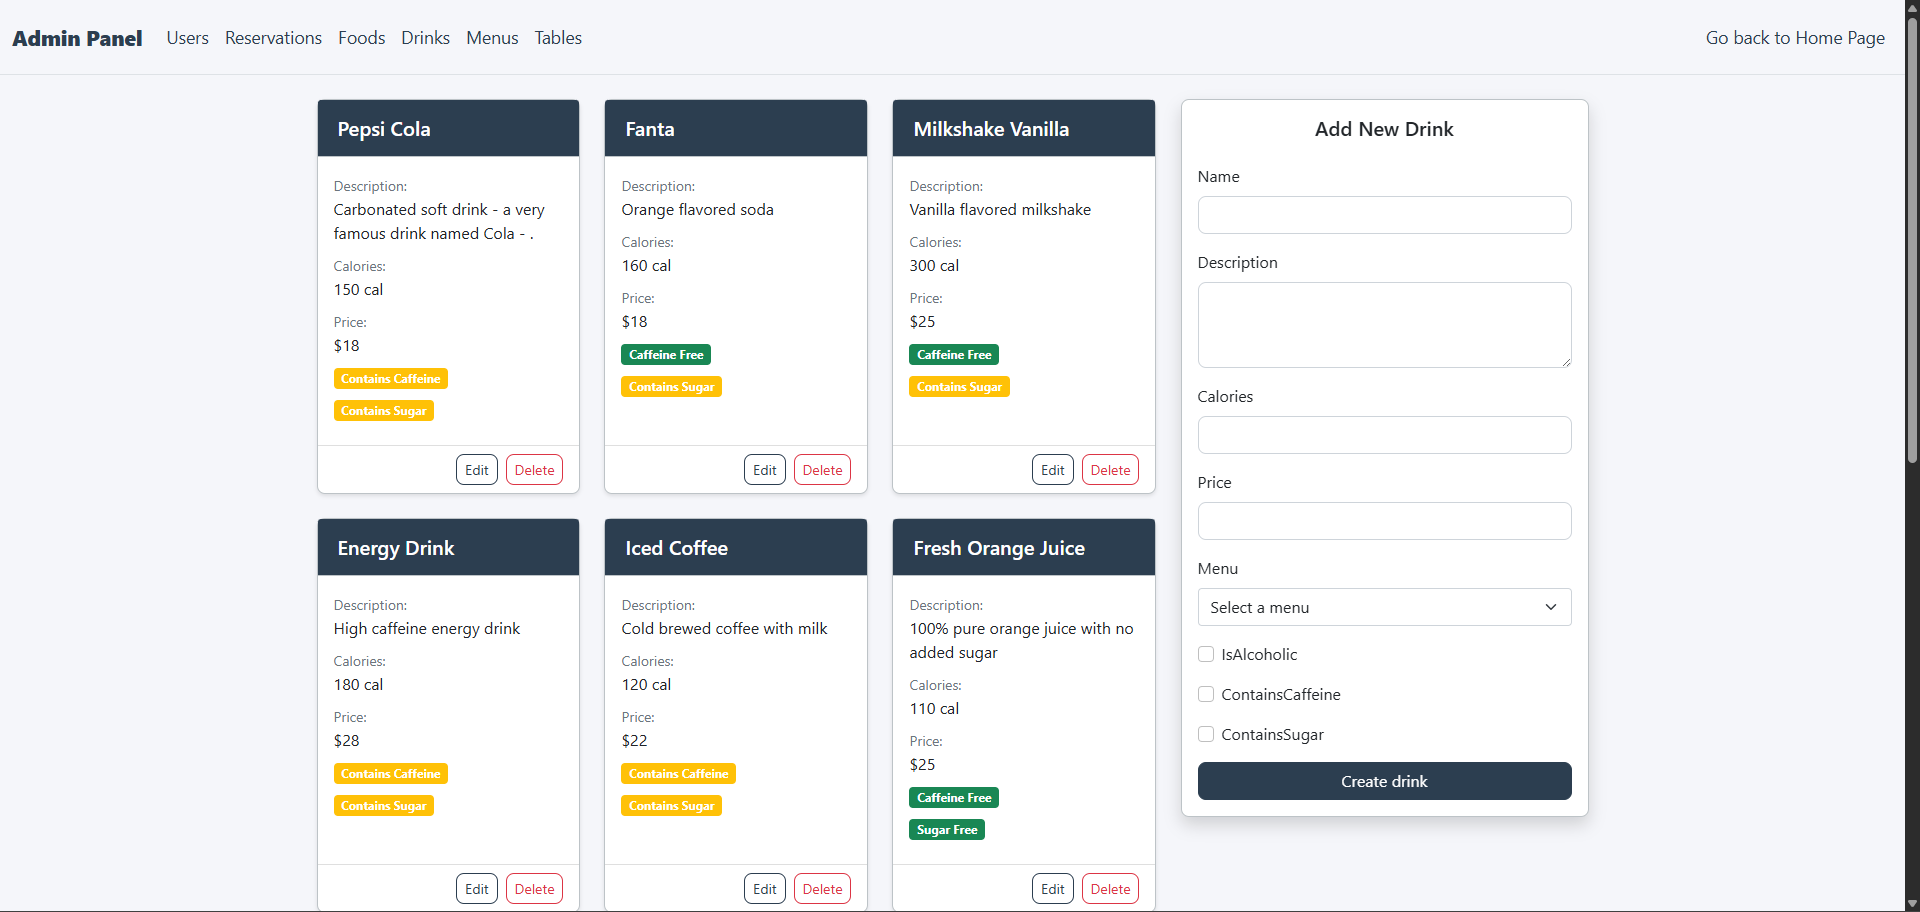 Admin Panel Users Reservations Foods Drinks Menus Tables Go back to Home Page
Pepsi Cola
Description:
Carbonated soft drink - a very
famous drink named Cola - .
Calories:
150 cal
Price:
$18
Contains Caffeine
Contains Sugar
Edit Delete
Fanta
Description:
Orange flavored soda
Calories:
160 cal
Price:
$18
Caffeine Free
Contains Sugar
Edit Delete
Milkshake Vanilla
Description:
Vanilla flavored milkshake
Calories:
300 cal
Price:
$25
Caffeine Free
Contains Sugar
Edit Delete
Energy Drink
Description:
High caffeine energy drink
Calories:
180 cal
Price:
$28
Contains Caffeine
Contains Sugar
Edit Delete
Iced Coffee
Description:
Cold brewed coffee with milk
Calories:
120 cal
Price:
$22
Contains Caffeine
Contains Sugar
Edit Delete
Fresh Orange Juice
Description:
100% pure orange juice with no
added sugar
Calories:
110 cal
Price:
$25
Caffeine Free
Sugar Free
Edit Delete
Add New Drink
Name
Description
Calories
Price
Menu
Select a menu
IsAlcoholic
ContainsCaffeine
ContainsSugar
Create drink